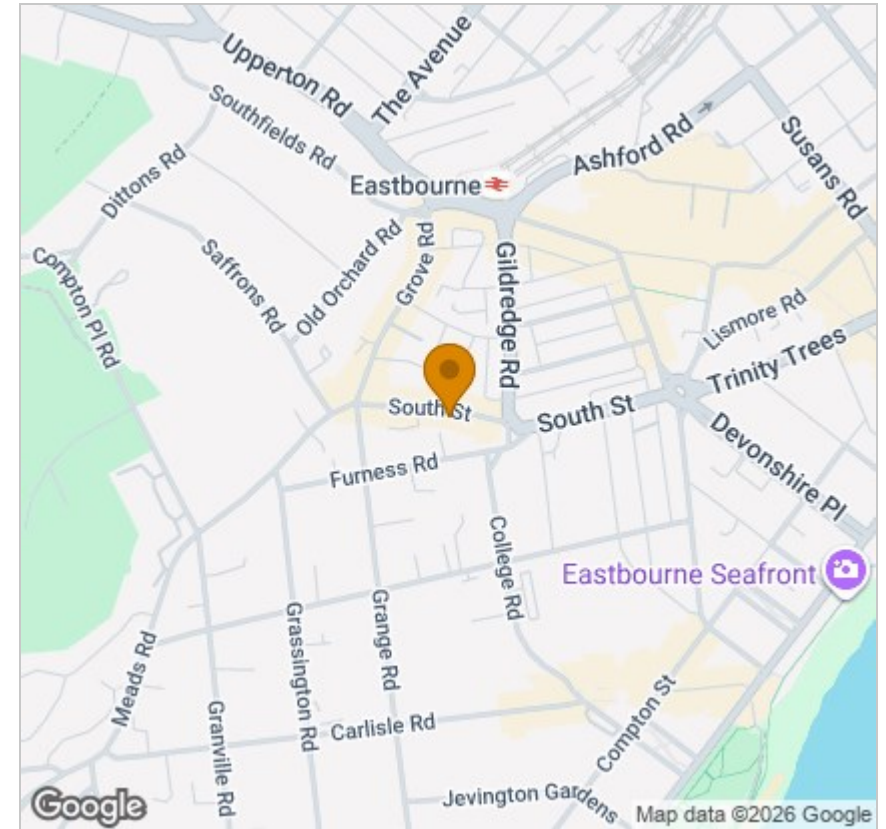 Upperton Rd
The Avenue
Southfields Rd
Ashford Rd
Susans Rd
Eastbourne
Dittons Rd
Saffrons Rd
Old Orchard Rd
Grove Rd
Gildredge Rd
Compton Pl Rd
Lismore Rd
Trinity Trees
South St
South St
Devonshire Pl
Furness Rd
College Rd
Eastbourne Seafront
Meads Rd
Grassington Rd
Grange Rd
Granville Rd
Carlisle Rd
Compton St
Jevington Gardens
Google
Map data ©2026 Google